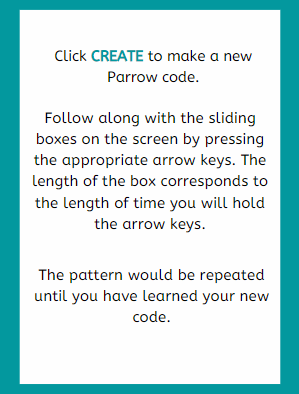 Click CREATE to make a new
Parrow code.
Follow along with the sliding
boxes on the screen by pressing
the appropriate arrow keys. The
length of the box corresponds to
the length of time you will hold
the arrow keys.
The pattern would be repeated
until you have learned your new
code.